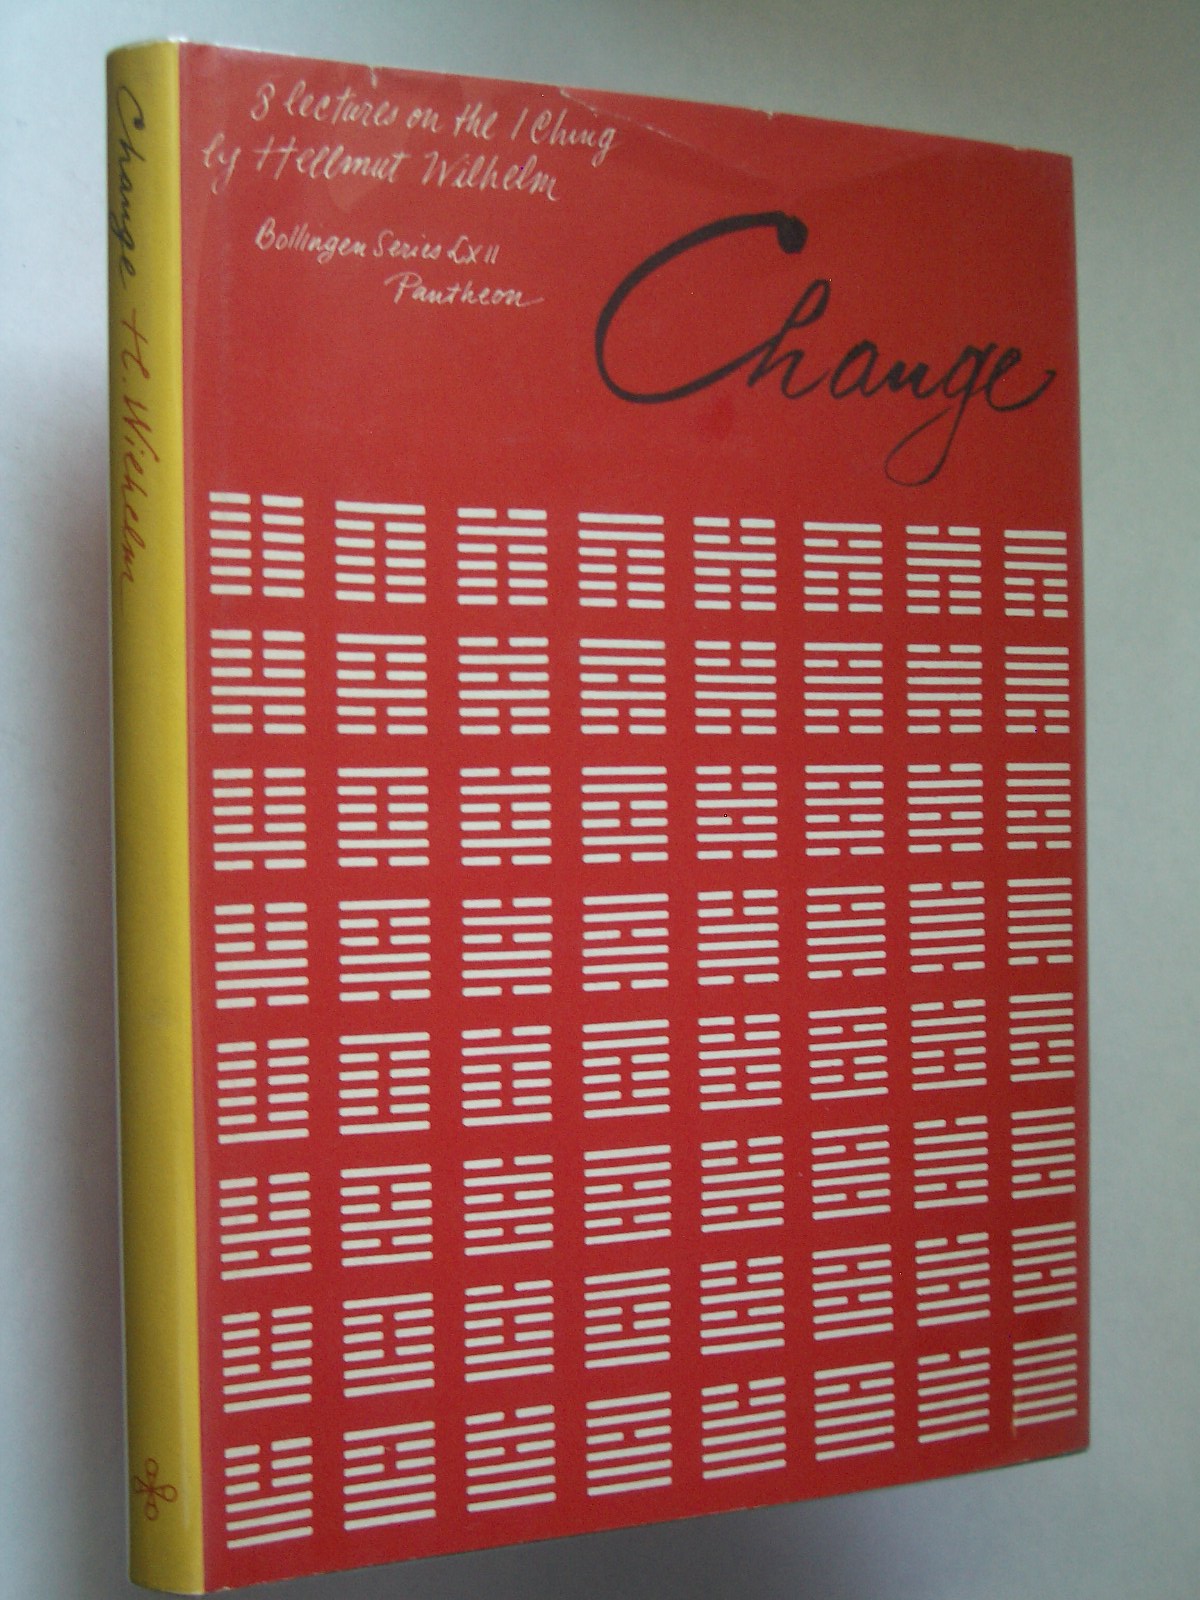 8 lectures on the I Ching
by Hellmut Wilhelm
Bollingen Series LXII
Pantheon
Change
Change H. Wilhelm